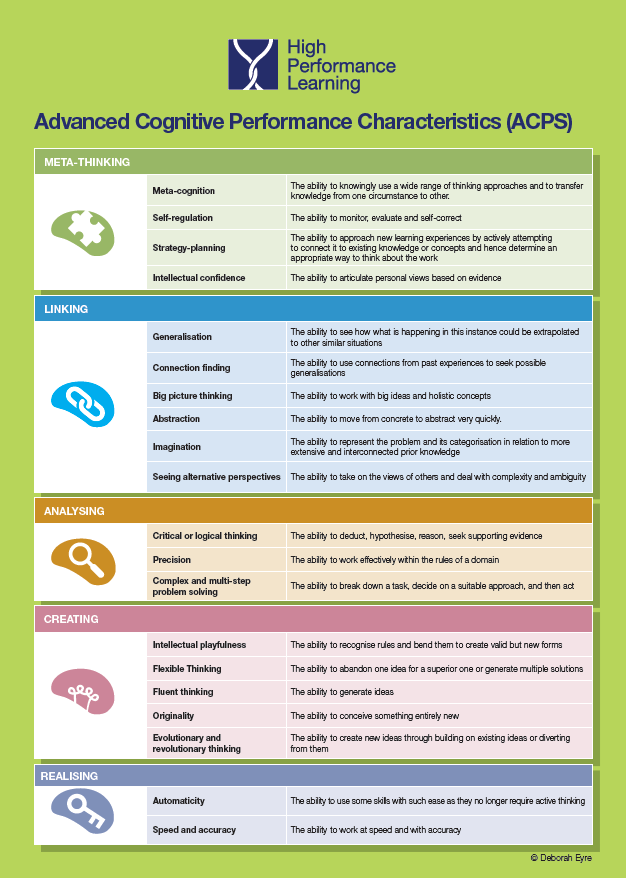 High
Performance
Learning
Advanced Cognitive Performance Characteristics (ACPS)
META-THINKING
Meta-cognition
The ability to knowingly use a wide range of thinking approaches and to transfer
knowledge from one circumstance to other.
Self-regulation
The ability to monitor, evaluate and self-correct
Strategy-planning
The ability to approach new learning experiences by actively attempting
to connect it to existing knowledge or concepts and hence determine an
appropriate way to think about the work
Intellectual confidence
The ability to articulate personal views based on evidence
LINKING
Generalisation
The ability to see how what is happening in this instance could be extrapolated
to other similar situations
Connection finding
The ability to use connections from past experiences to seek possible
generalisations
Big picture thinking
The ability to work with big ideas and holistic concepts
Abstraction
The ability to move from concrete to abstract very quickly.
Imagination
The ability to represent the problem and its categorisation in relation to more
extensive and interconnected prior knowledge
Seeing alternative perspectives
The ability to take on the views of others and deal with complexity and ambiguity
ANALYSING
Critical or logical thinking
The ability to deduct, hypothesise, reason, seek supporting evidence
Precision
The ability to work effectively within the rules of a domain
Complex and multi-step
problem solving
The ability to break down a task, decide on a suitable approach, and then act
CREATING
Intellectual playfulness
The ability to recognise rules and bend them to create valid but new forms
Flexible Thinking
The ability to abandon one idea for a superior one or generate multiple solutions
Fluent thinking
The ability to generate ideas
Originality
The ability to conceive something entirely new
Evolutionary and
revolutionary thinking
The ability to create new ideas through building on existing ideas or diverting
from them
REALISING
Automaticity
The ability to use some skills with such ease as they no longer require active thinking
Speed and accuracy
The ability to work at speed and with accuracy
© Deborah Eyre